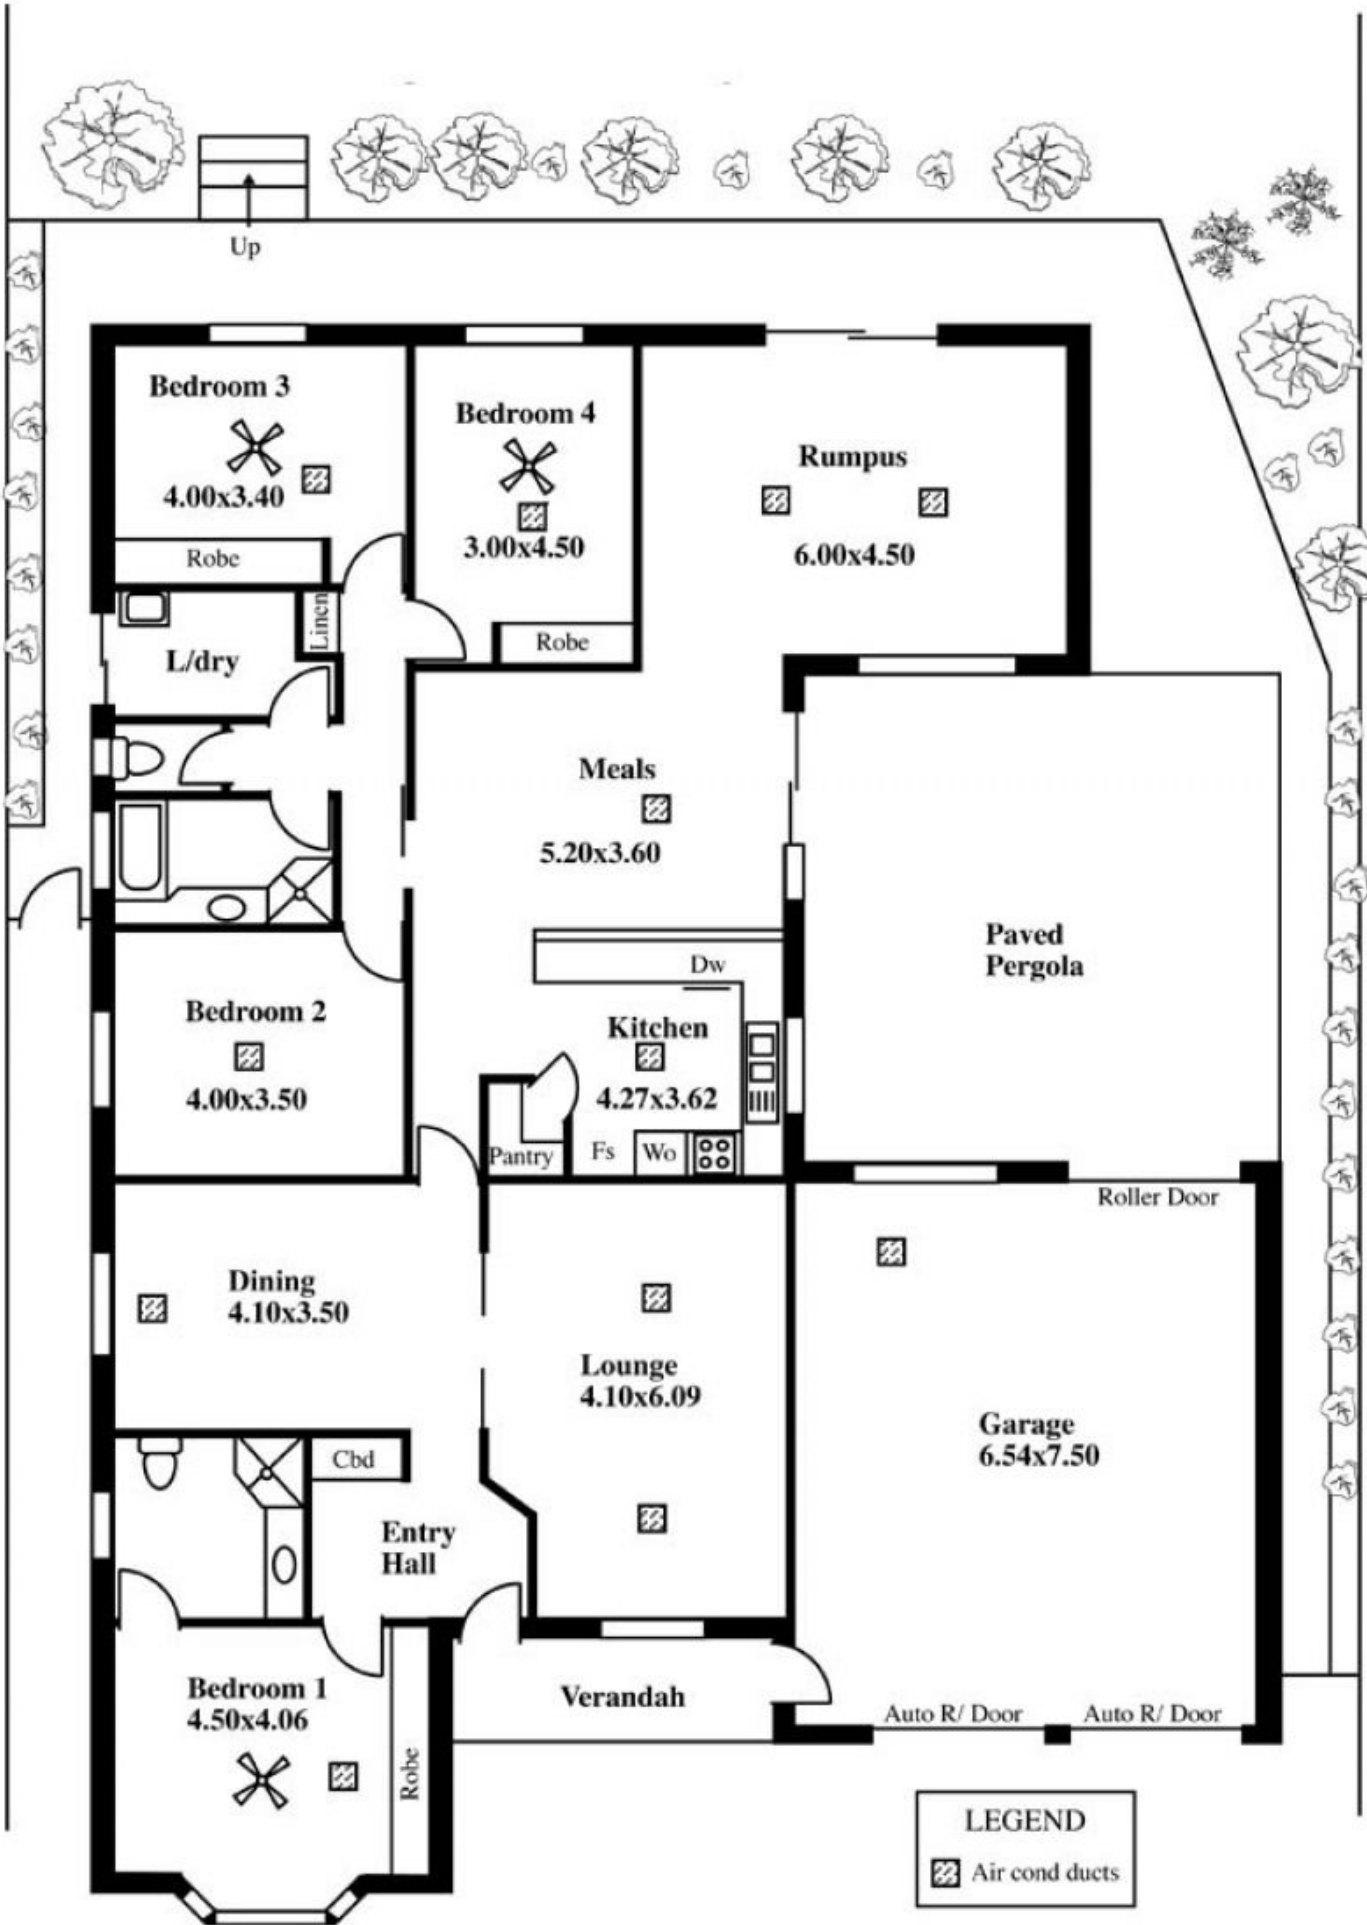 Up
Bedroom 3
4.00x3.40
Robe
Bedroom 4
3.00x4.50
Robe
Rumpus
6.00x4.50
Linen
L/dry
Meals
5.20x3.60
Paved
Pergola
Dw
Kitchen
4.27x3.62
Bedroom 2
4.00x3.50
Pantry
Fs
Wo
Roller Door
Dining
4.10x3.50
Lounge
4.10x6.09
Garage
6.54x7.50
Cbd
Entry
Hall
Bedroom 1
4.50x4.06
Robe
Verandah
Auto R/ Door
Auto R/ Door
LEGEND
Air cond ducts